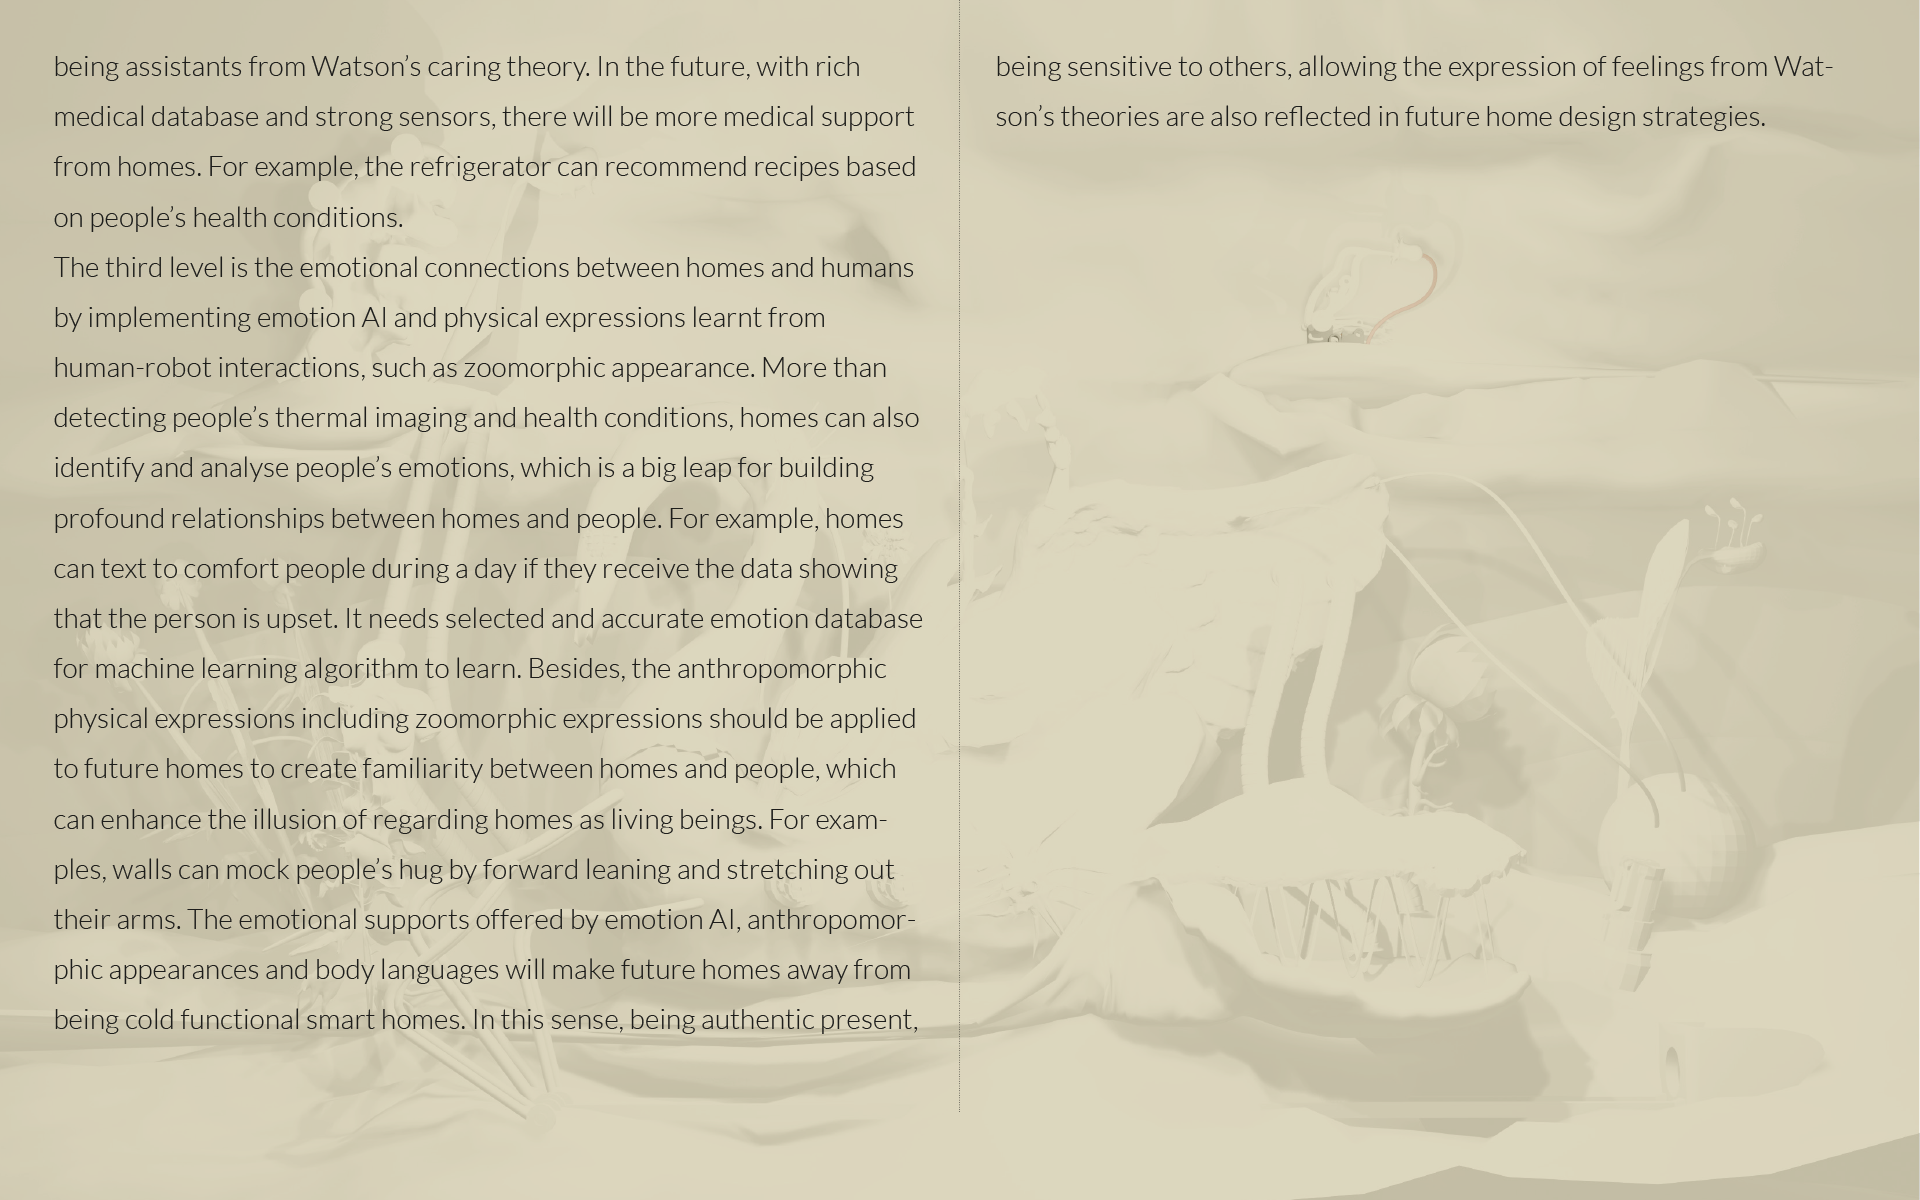 being assistants from Watson’s caring theory. In the future, with rich
medical database and strong sensors, there will be more medical support
from homes. For example, the refrigerator can recommend recipes based
on people’s health conditions.
The third level is the emotional connections between homes and humans
by implementing emotion AI and physical expressions learnt from
human-robot interactions, such as zoomorphic appearance. More than
detecting people’s thermal imaging and health conditions, homes can also
identify and analyse people’s emotions, which is a big leap for building
profound relationships between homes and people. For example, homes
can text to comfort people during a day if they receive the data showing
that the person is upset. It needs selected and accurate emotion database
for machine learning algorithm to learn. Besides, the anthropomorphic
physical expressions including zoomorphic expressions should be applied
to future homes to create familiarity between homes and people, which
can enhance the illusion of regarding homes as living beings. For exam-
ples, walls can mock people’s hug by forward leaning and stretching out
their arms. The emotional supports offered by emotion AI, anthropomor-
phic appearances and body languages will make future homes away from
being cold functional smart homes. In this sense, being authentic present,
being sensitive to others, allowing the expression of feelings from Wat-
son’s theories are also reflected in future home design strategies.